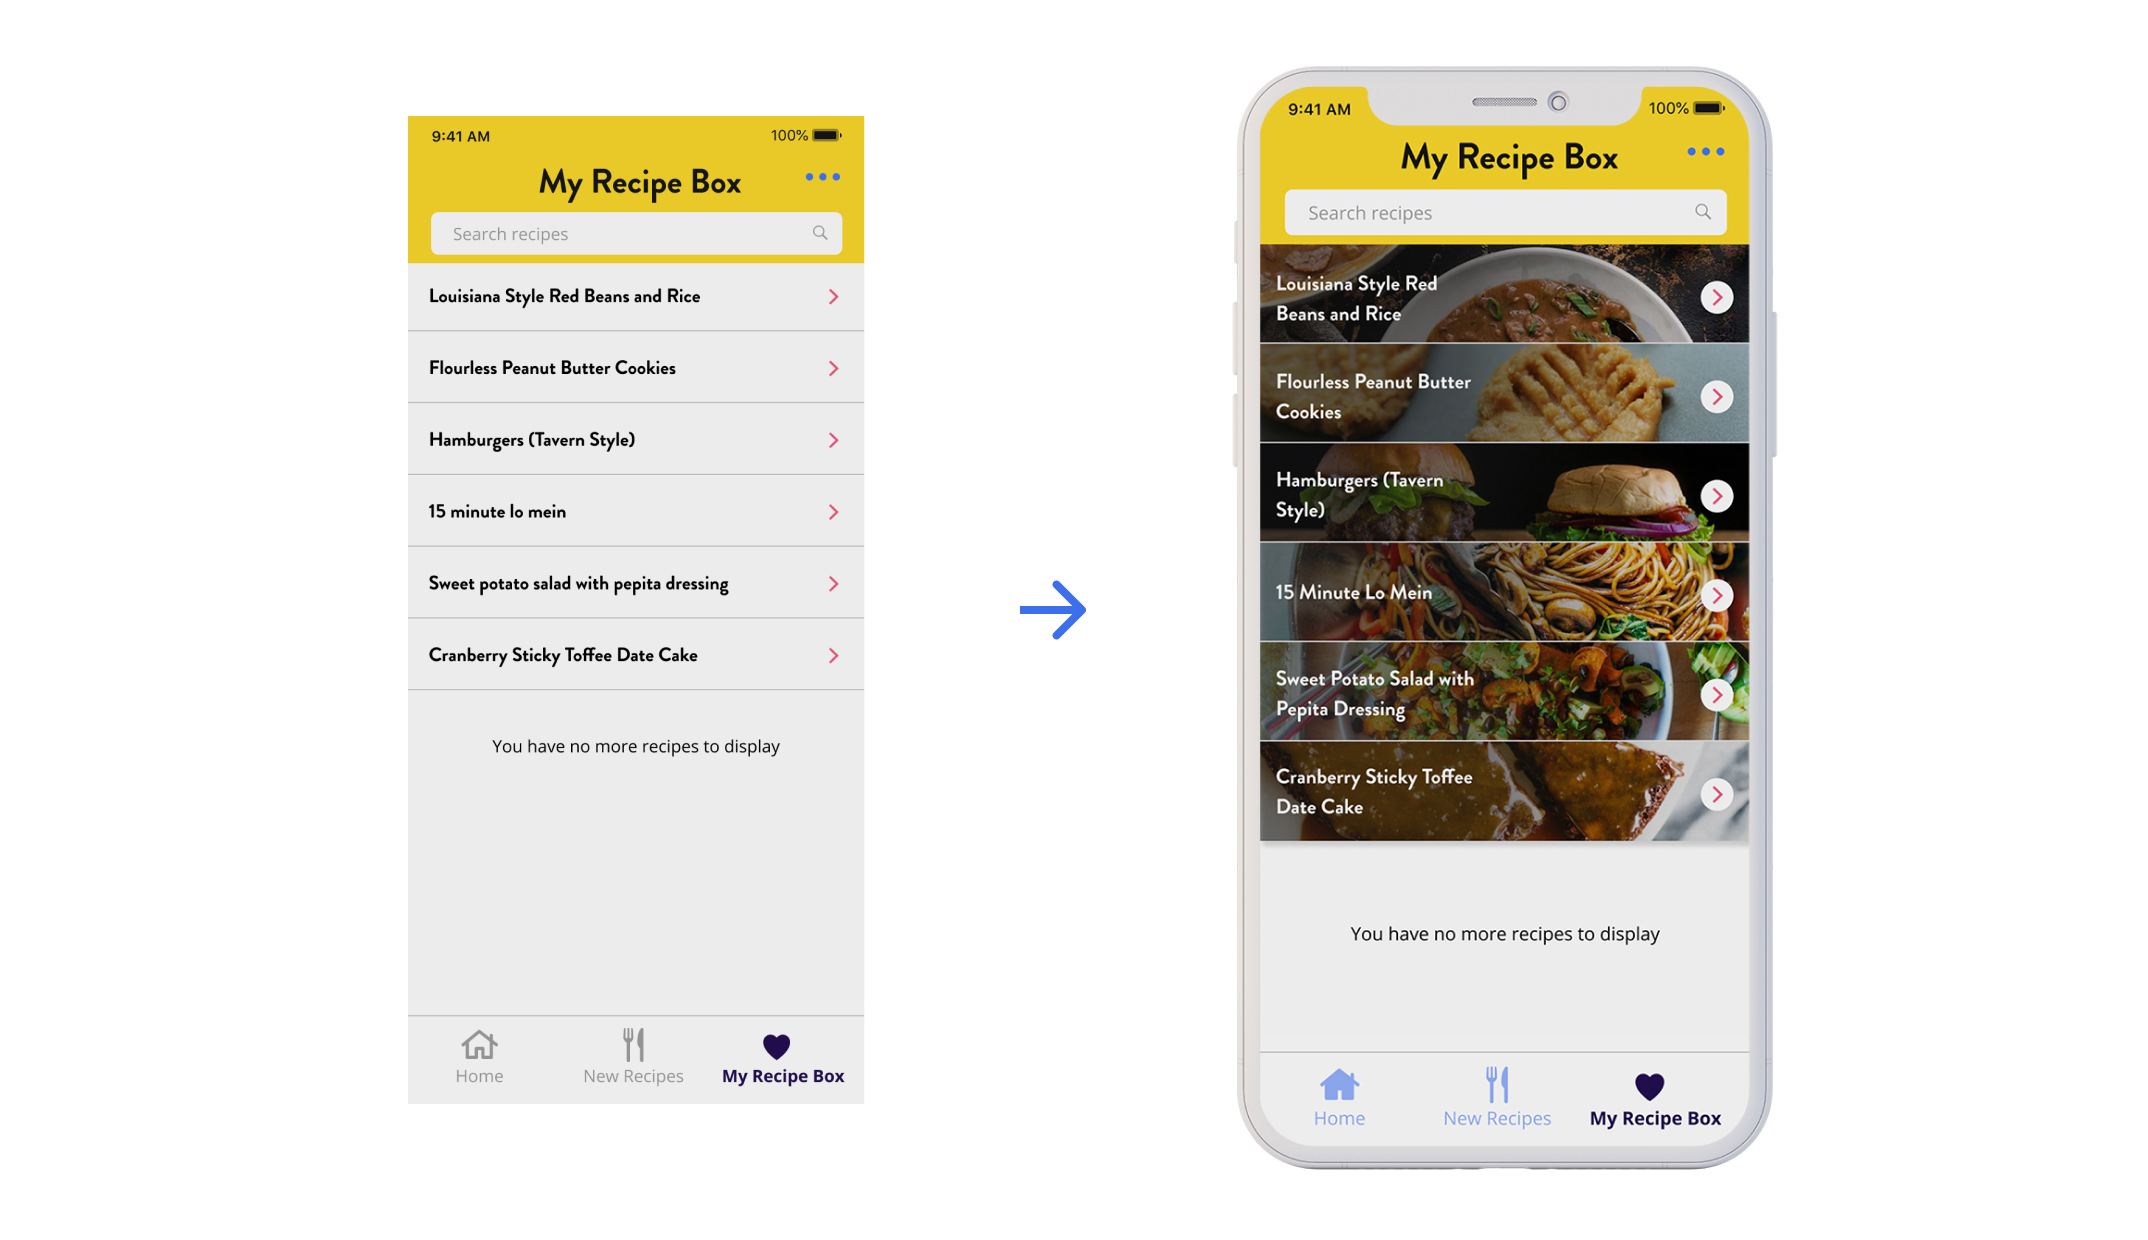 9:41 AM 100%
My Recipe Box
Search recipes
Louisiana Style Red Beans and Rice
Flourless Peanut Butter Cookies
Hamburgers (Tavern Style)
15 minute lo mein
Sweet potato salad with pepita dressing
Cranberry Sticky Toffee Date Cake
You have no more recipes to display
Home New Recipes My Recipe Box
9:41 AM 100%
My Recipe Box
Search recipes
Louisiana Style Red
Beans and Rice
Flourless Peanut Butter
Cookies
Hamburgers (Tavern
Style)
15 Minute Lo Mein
Sweet Potato Salad with
Pepita Dressing
Cranberry Sticky Toffee
Date Cake
You have no more recipes to display
Home New Recipes My Recipe Box